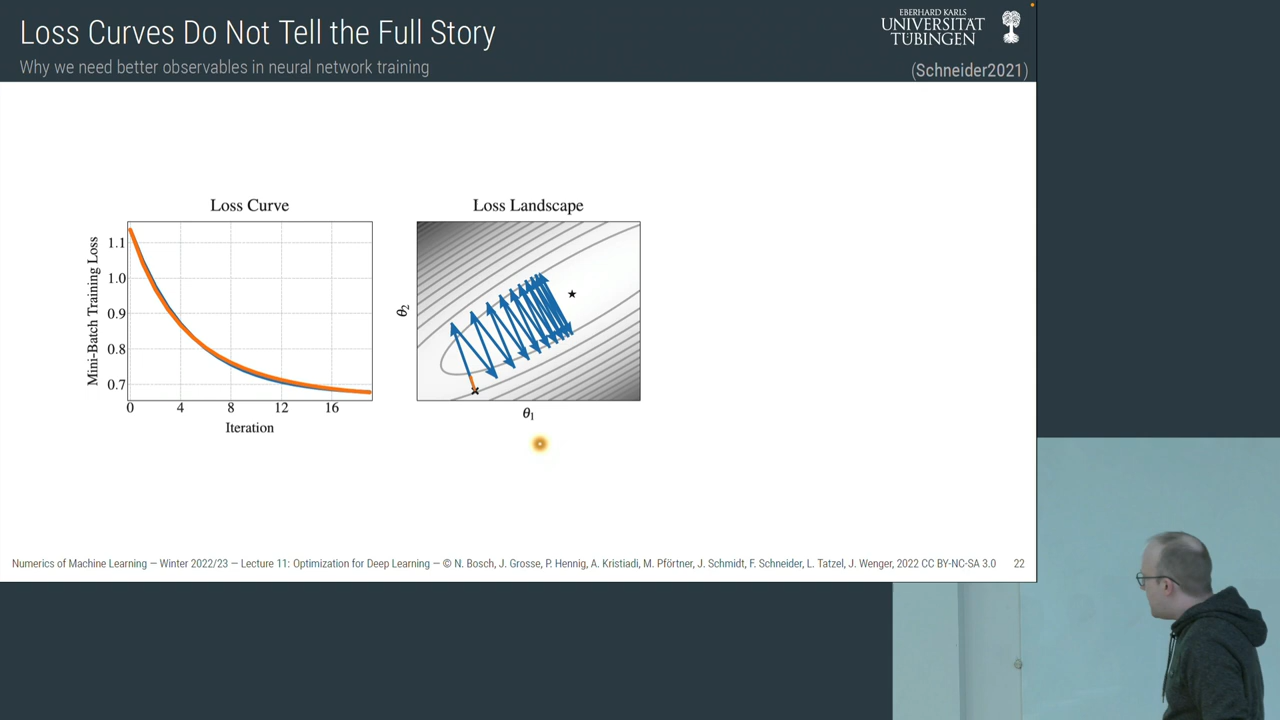 Loss Curves Do Not Tell the Full Story
Why we need better observables in neural network training
EBERHARD KARLS
UNIVERSITÄT
TÜBINGEN
(Schneider2021)
Loss Curve
Mini-Batch Training Loss
1.1
1.0
0.9
0.8
0.7
0
4
8
12
16
Iteration
Loss Landscape
θ2
θ1
Numerics of Machine Learning — Winter 2022/23 — Lecture 11: Optimization for Deep Learning — © N. Bosch, J. Grosse, P. Hennig, A. Kristiadi, M. Pförtner, J. Schmidt, F. Schneider, L. Tatzel, J. Wenger, 2022 CC BY-NC-SA 3.0 22